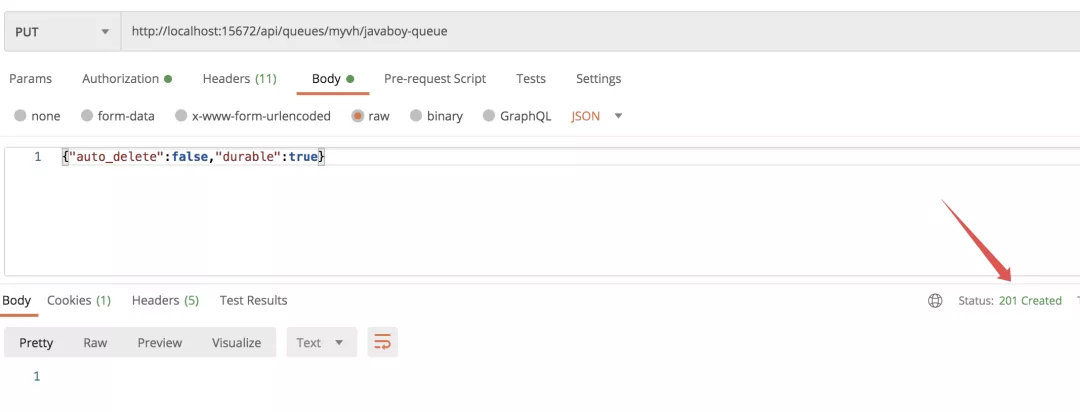 PUT http://localhost:15672/api/queues/myvh/javaboy-queue
Params Authorization Headers (11) Body Pre-request Script Tests Settings
none form-data x-www-form-urlencoded raw binary GraphQL JSON
1 {"auto_delete":false,"durable":true}
Body Cookies (1) Headers (5) Test Results Status: 201 Created
Pretty Raw Preview Visualize Text
1